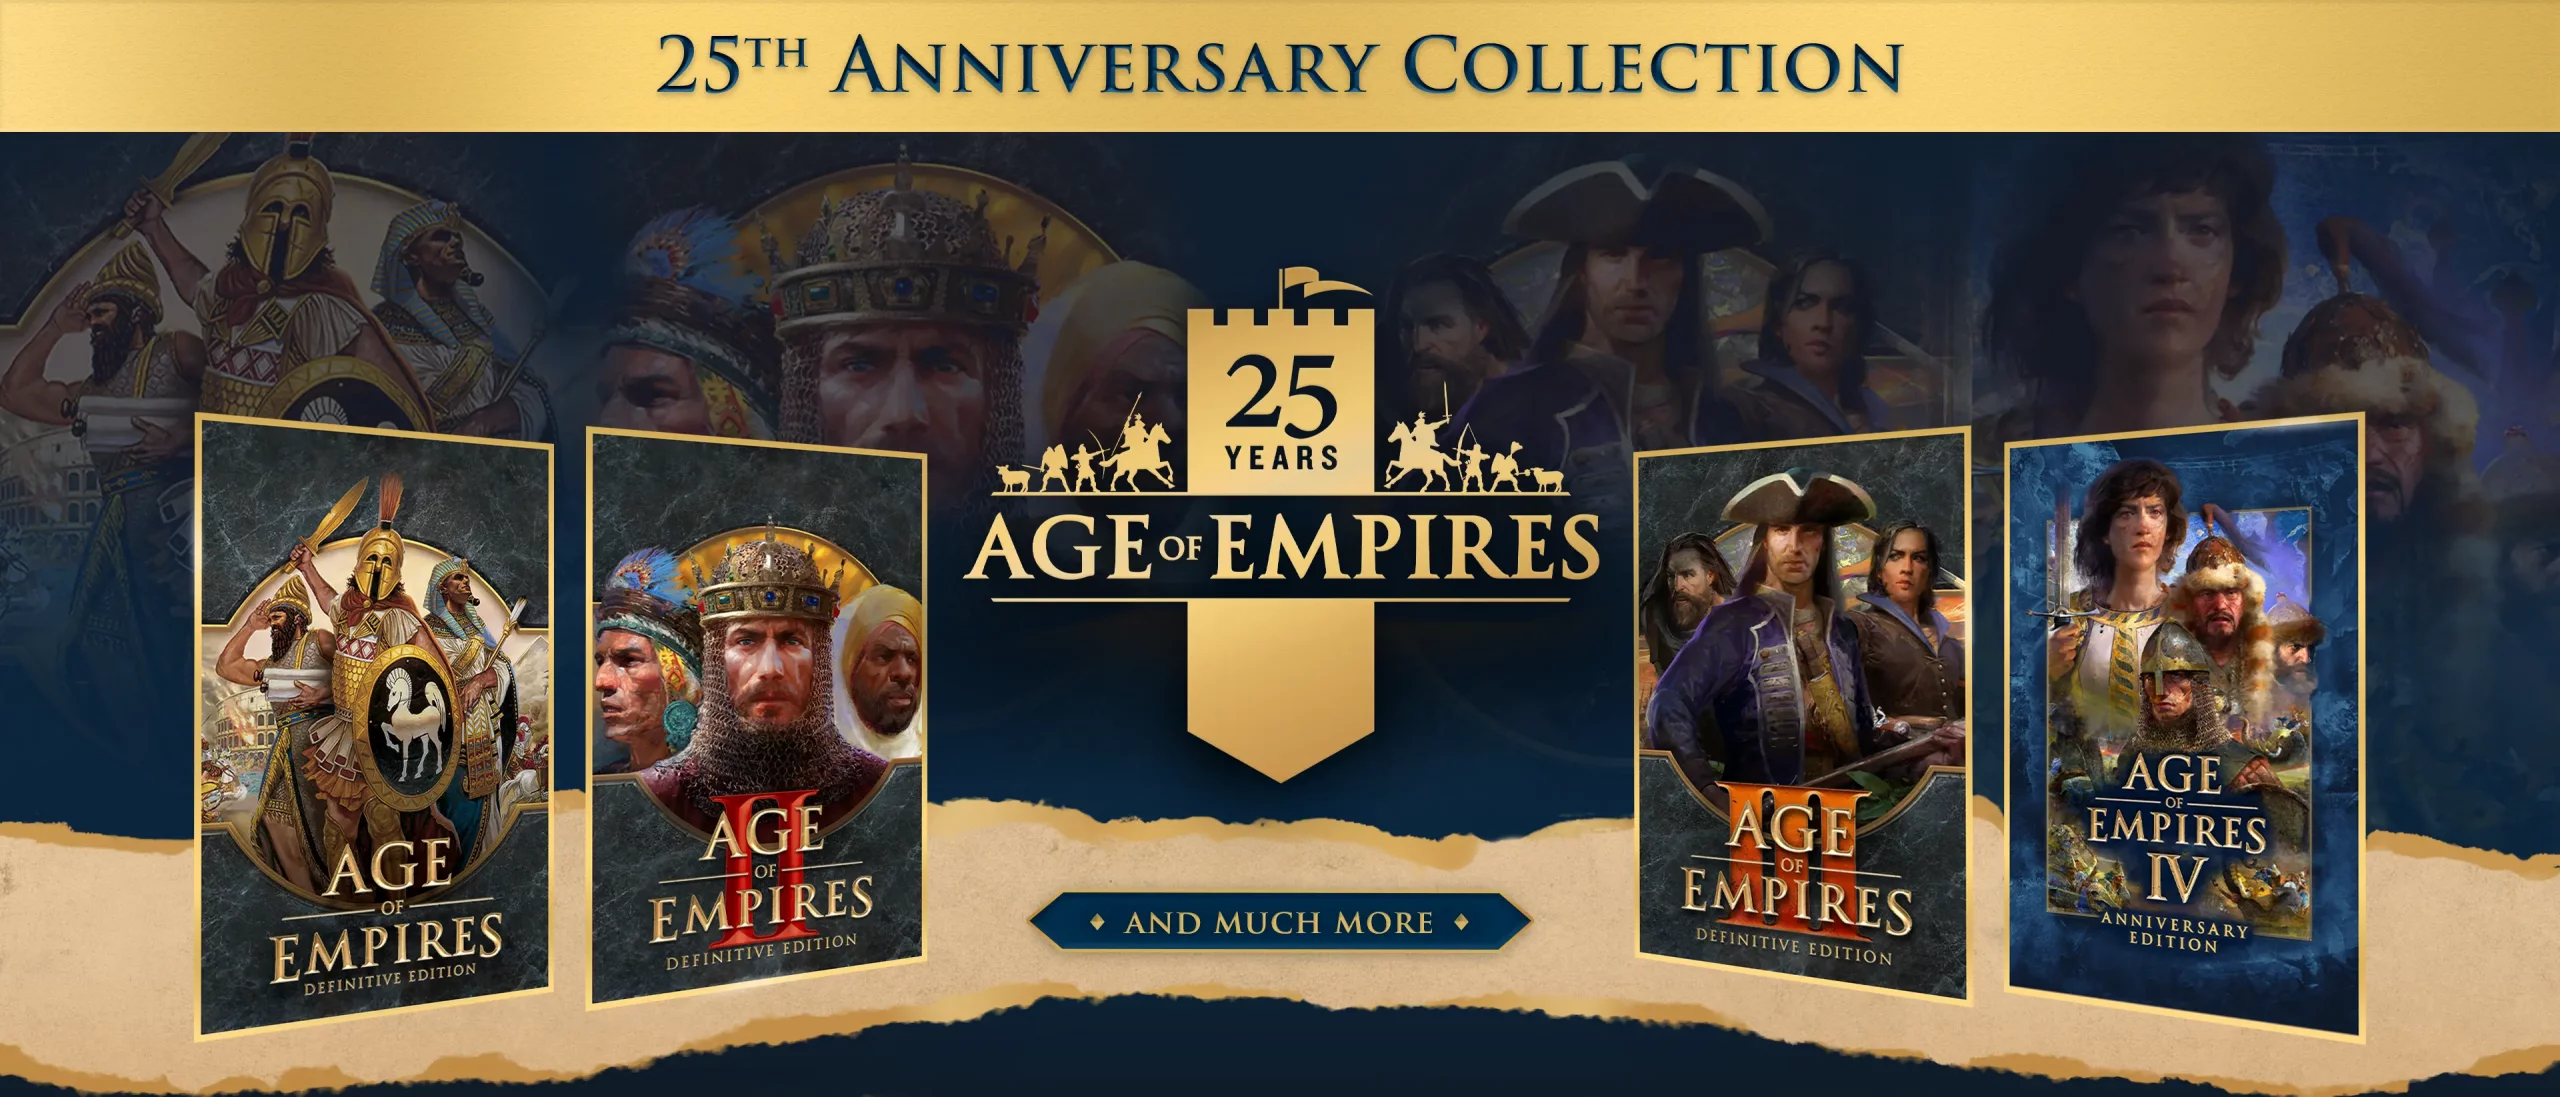 25TH ANNIVERSARY COLLECTION
25
YEARS
AGE OF EMPIRES
AGE
OF
EMPIRES
DEFINITIVE EDITION
II
AGE
OF
EMPIRES
DEFINITIVE EDITION
AND MUCH MORE
III
AGE
OF
EMPIRES
DEFINITIVE EDITION
AGE
OF
EMPIRES
IV
ANNIVERSARY
EDITION